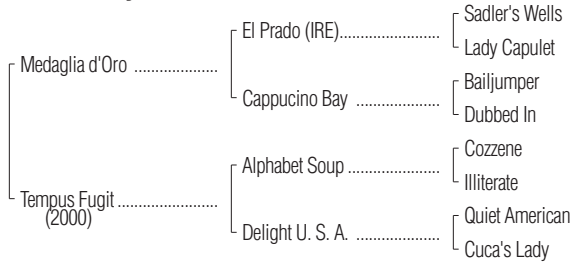 Sadler's Wells
El Prado (IRE)....................
Lady Capulet
Medaglia d'Oro .................
Bailjumper
Cappucino Bay .................
Dubbed In
Cozzene
Alphabet Soup ...................
Illiterate
Tempus Fugit ....................
(2000)
Quiet American
Delight U. S. A. .................
Cuca's Lady